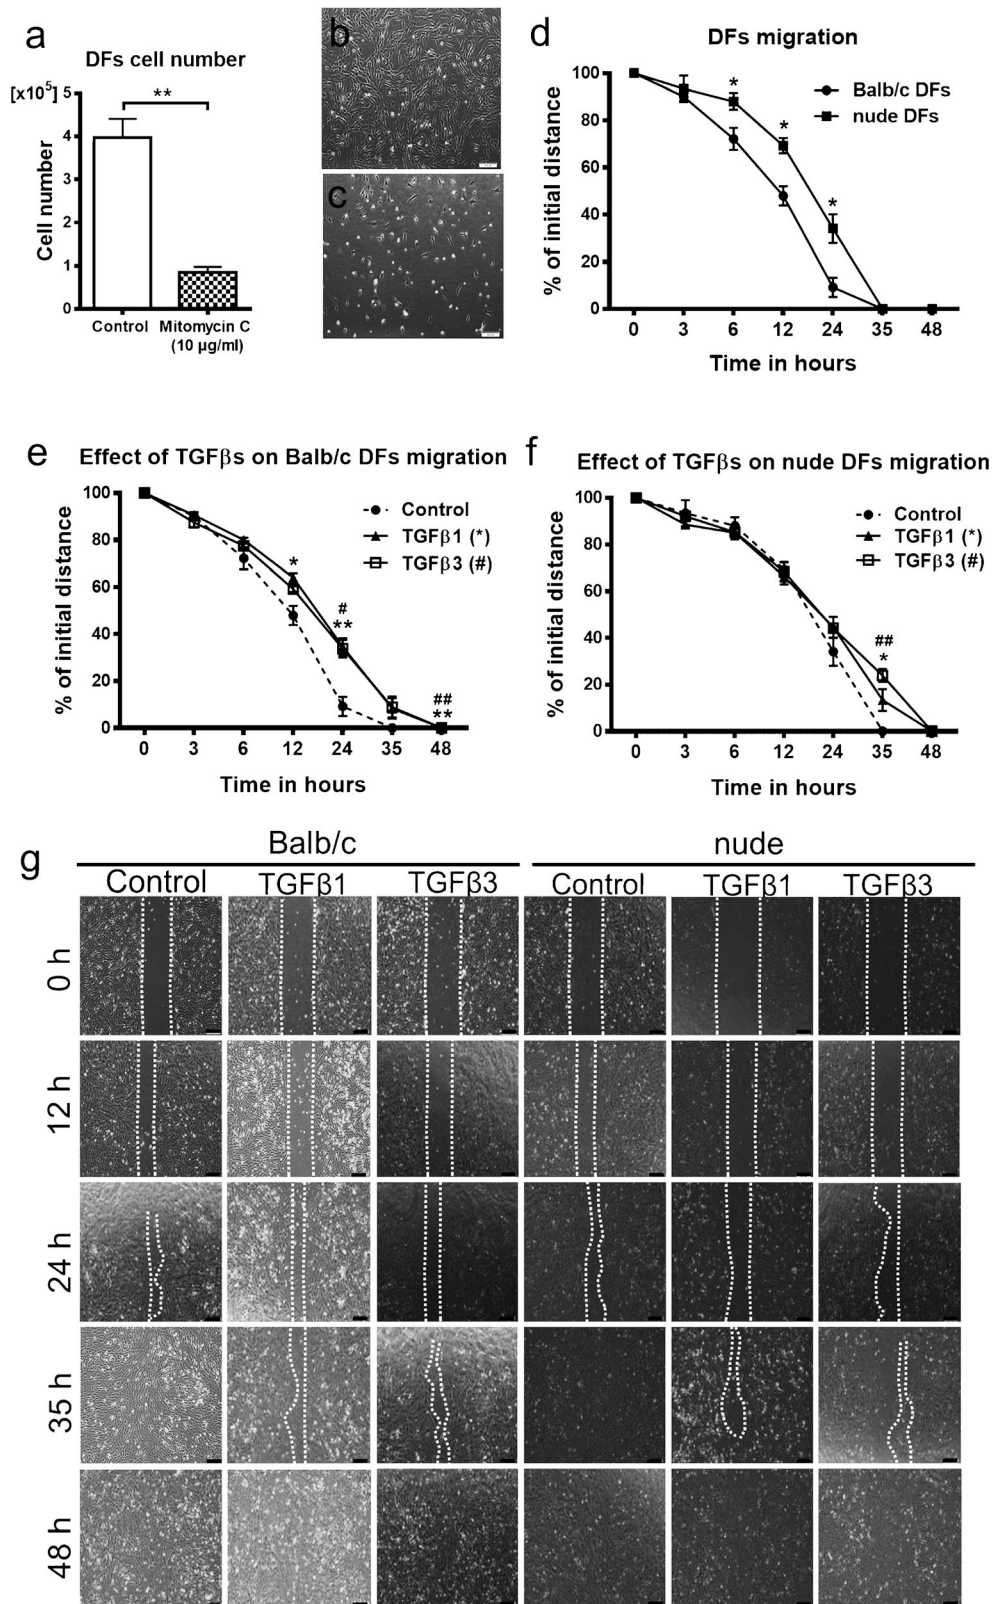 a
DFs cell number
[x10⁵]
5
4
3
2
1
0
Cell number
**
Control
Mitomycin C
(10 µg/ml)
b
c
d
DFs migration
100
80
60
40
20
0
% of initial distance
Balb/c DFs
nude DFs
*
*
*
0 3 6 12 24 35 48
Time in hours
e
Effect of TGFβs on Balb/c DFs migration
100
80
60
40
20
0
% of initial distance
Control
TGFβ1 (*)
TGFβ3 (#)
*
#
**
##
**
0 3 6 12 24 35 48
Time in hours
f
Effect of TGFβs on nude DFs migration
100
80
60
40
20
0
% of initial distance
Control
TGFβ1 (*)
TGFβ3 (#)
##
*
0 3 6 12 24 35 48
Time in hours
g
Balb/c nude
Control TGFβ1 TGFβ3 Control TGFβ1 TGFβ3
0 h
12 h
24 h
35 h
48 h